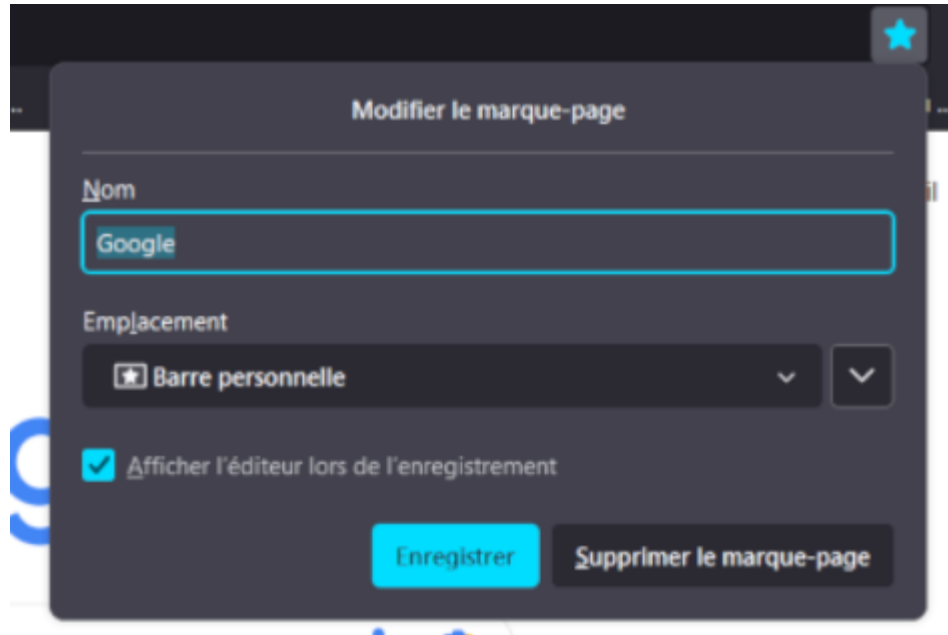 Modifier le marque-page
Nom
Google
Emplacement
Barre personnelle
Afficher l'éditeur lors de l'enregistrement
Enregistrer
Supprimer le marque-page